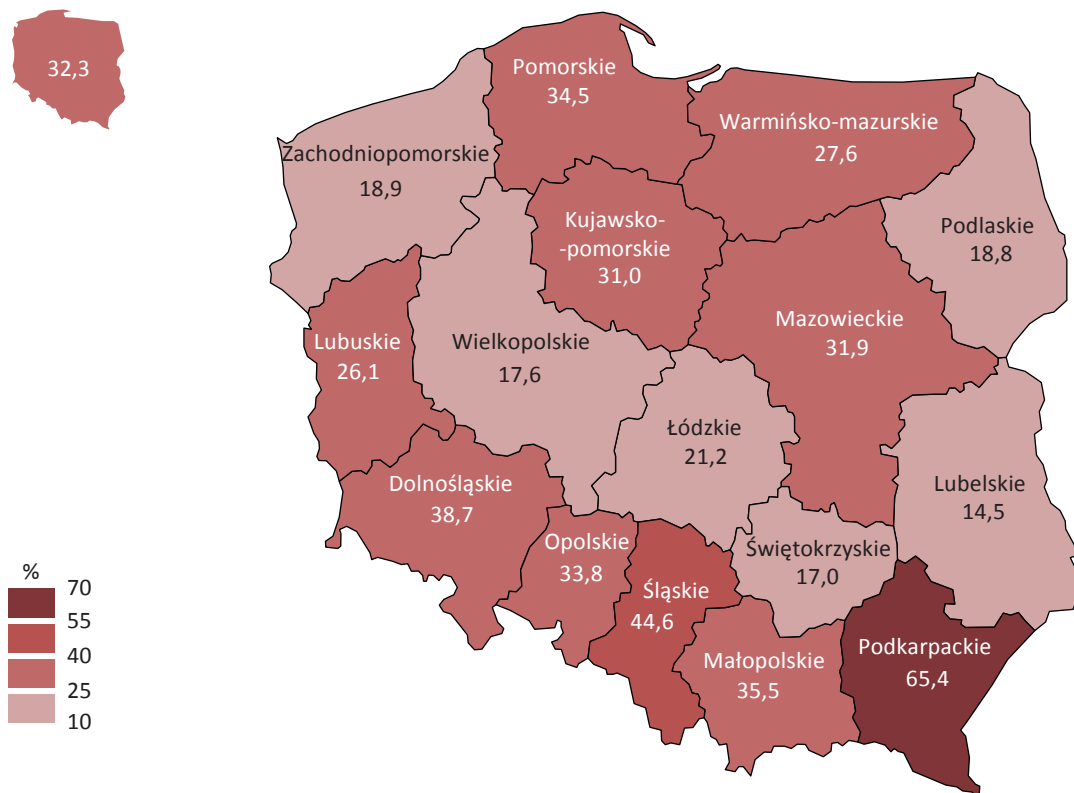 32,3
Pomorskie
34,5
Warmińsko-mazurskie
27,6
Zachodniopomorskie
18,9
Kujawsko-
-pomorskie
31,0
Podlaskie
18,8
Mazowieckie
31,9
Lubuskie
26,1
Wielkopolskie
17,6
Łódzkie
21,2
Lubelskie
14,5
Dolnośląskie
38,7
Opolskie
33,8
Świętokrzyskie
17,0
Śląskie
44,6
Małopolskie
35,5
Podkarpackie
65,4
%
70
55
40
25
10